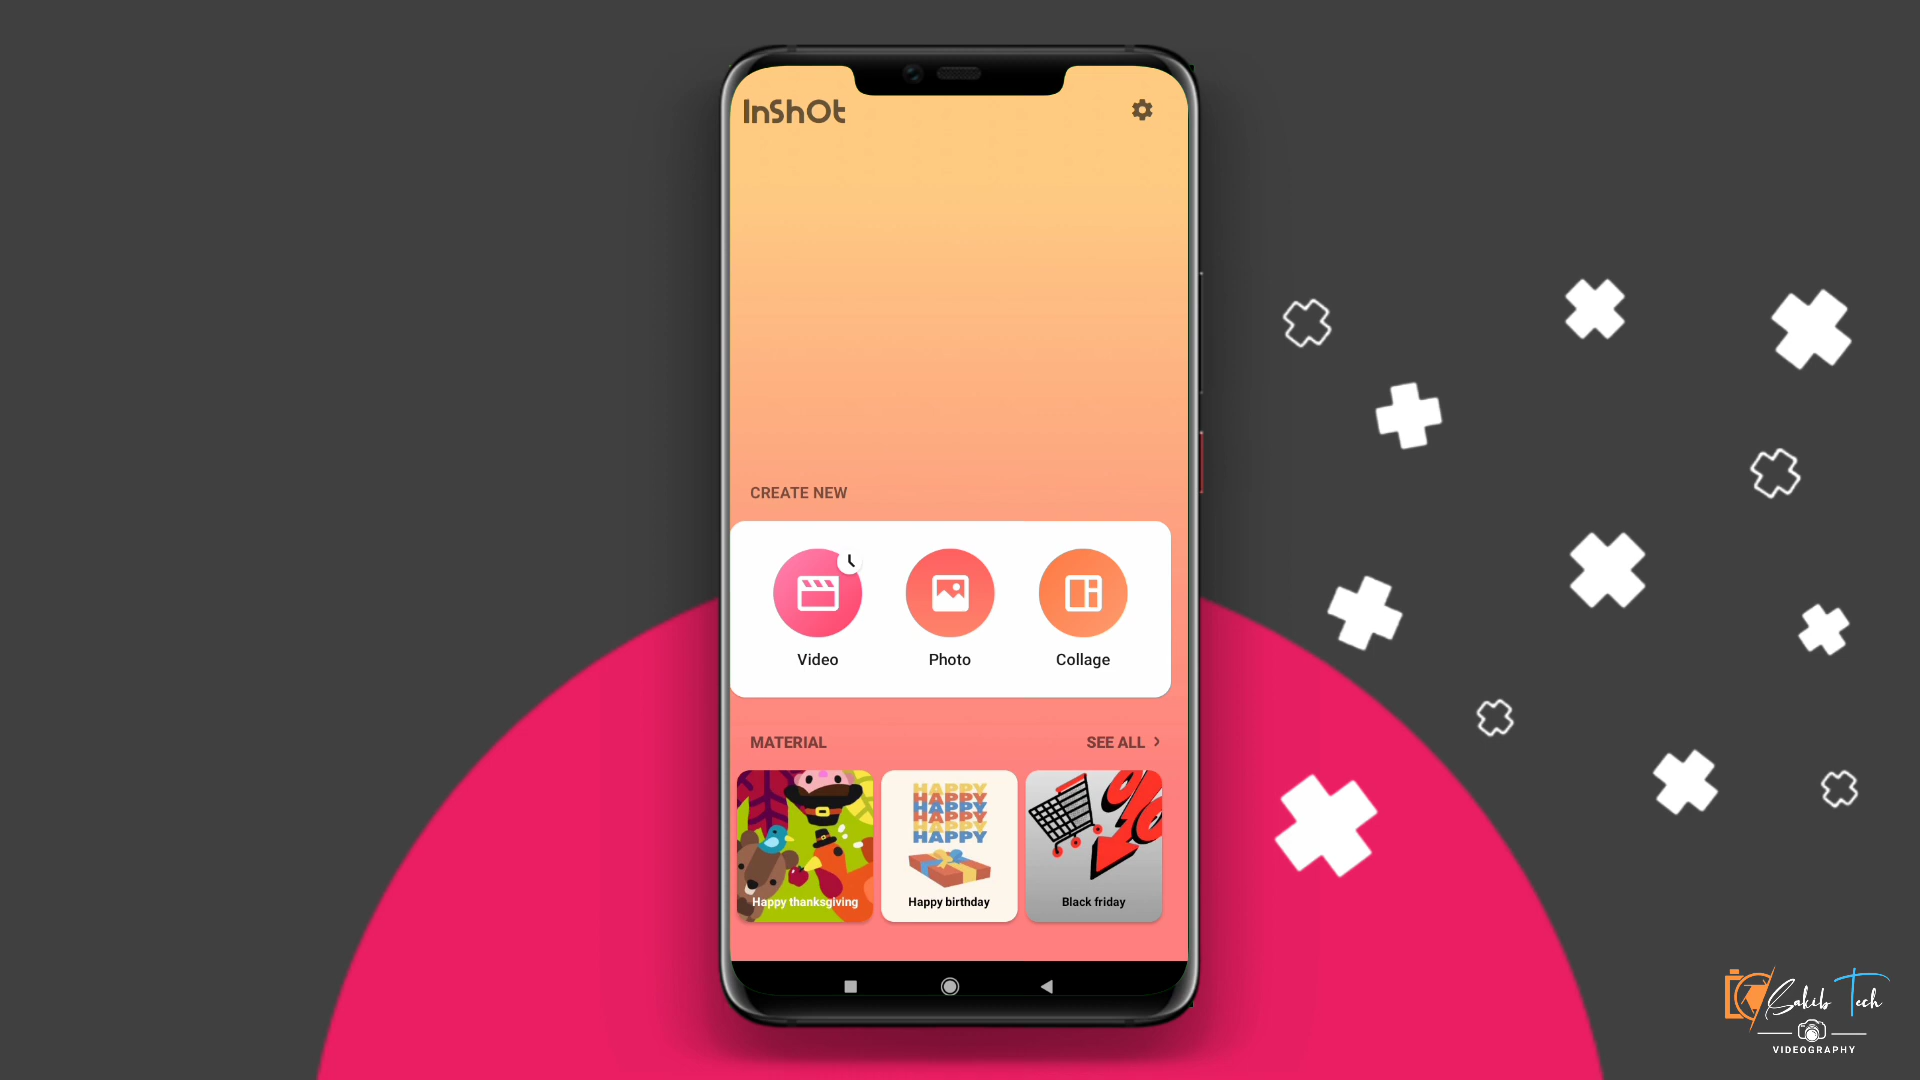 InShOt
CREATE NEW
Video
Photo
Collage
MATERIAL
SEE ALL
HAPPY
HAPPY
HAPPY
HAPPY
HAPPY
HAPPY
%
Happy thanksgiving
Happy birthday
Black friday
Sakib Tech
VIDEOGRAPHY